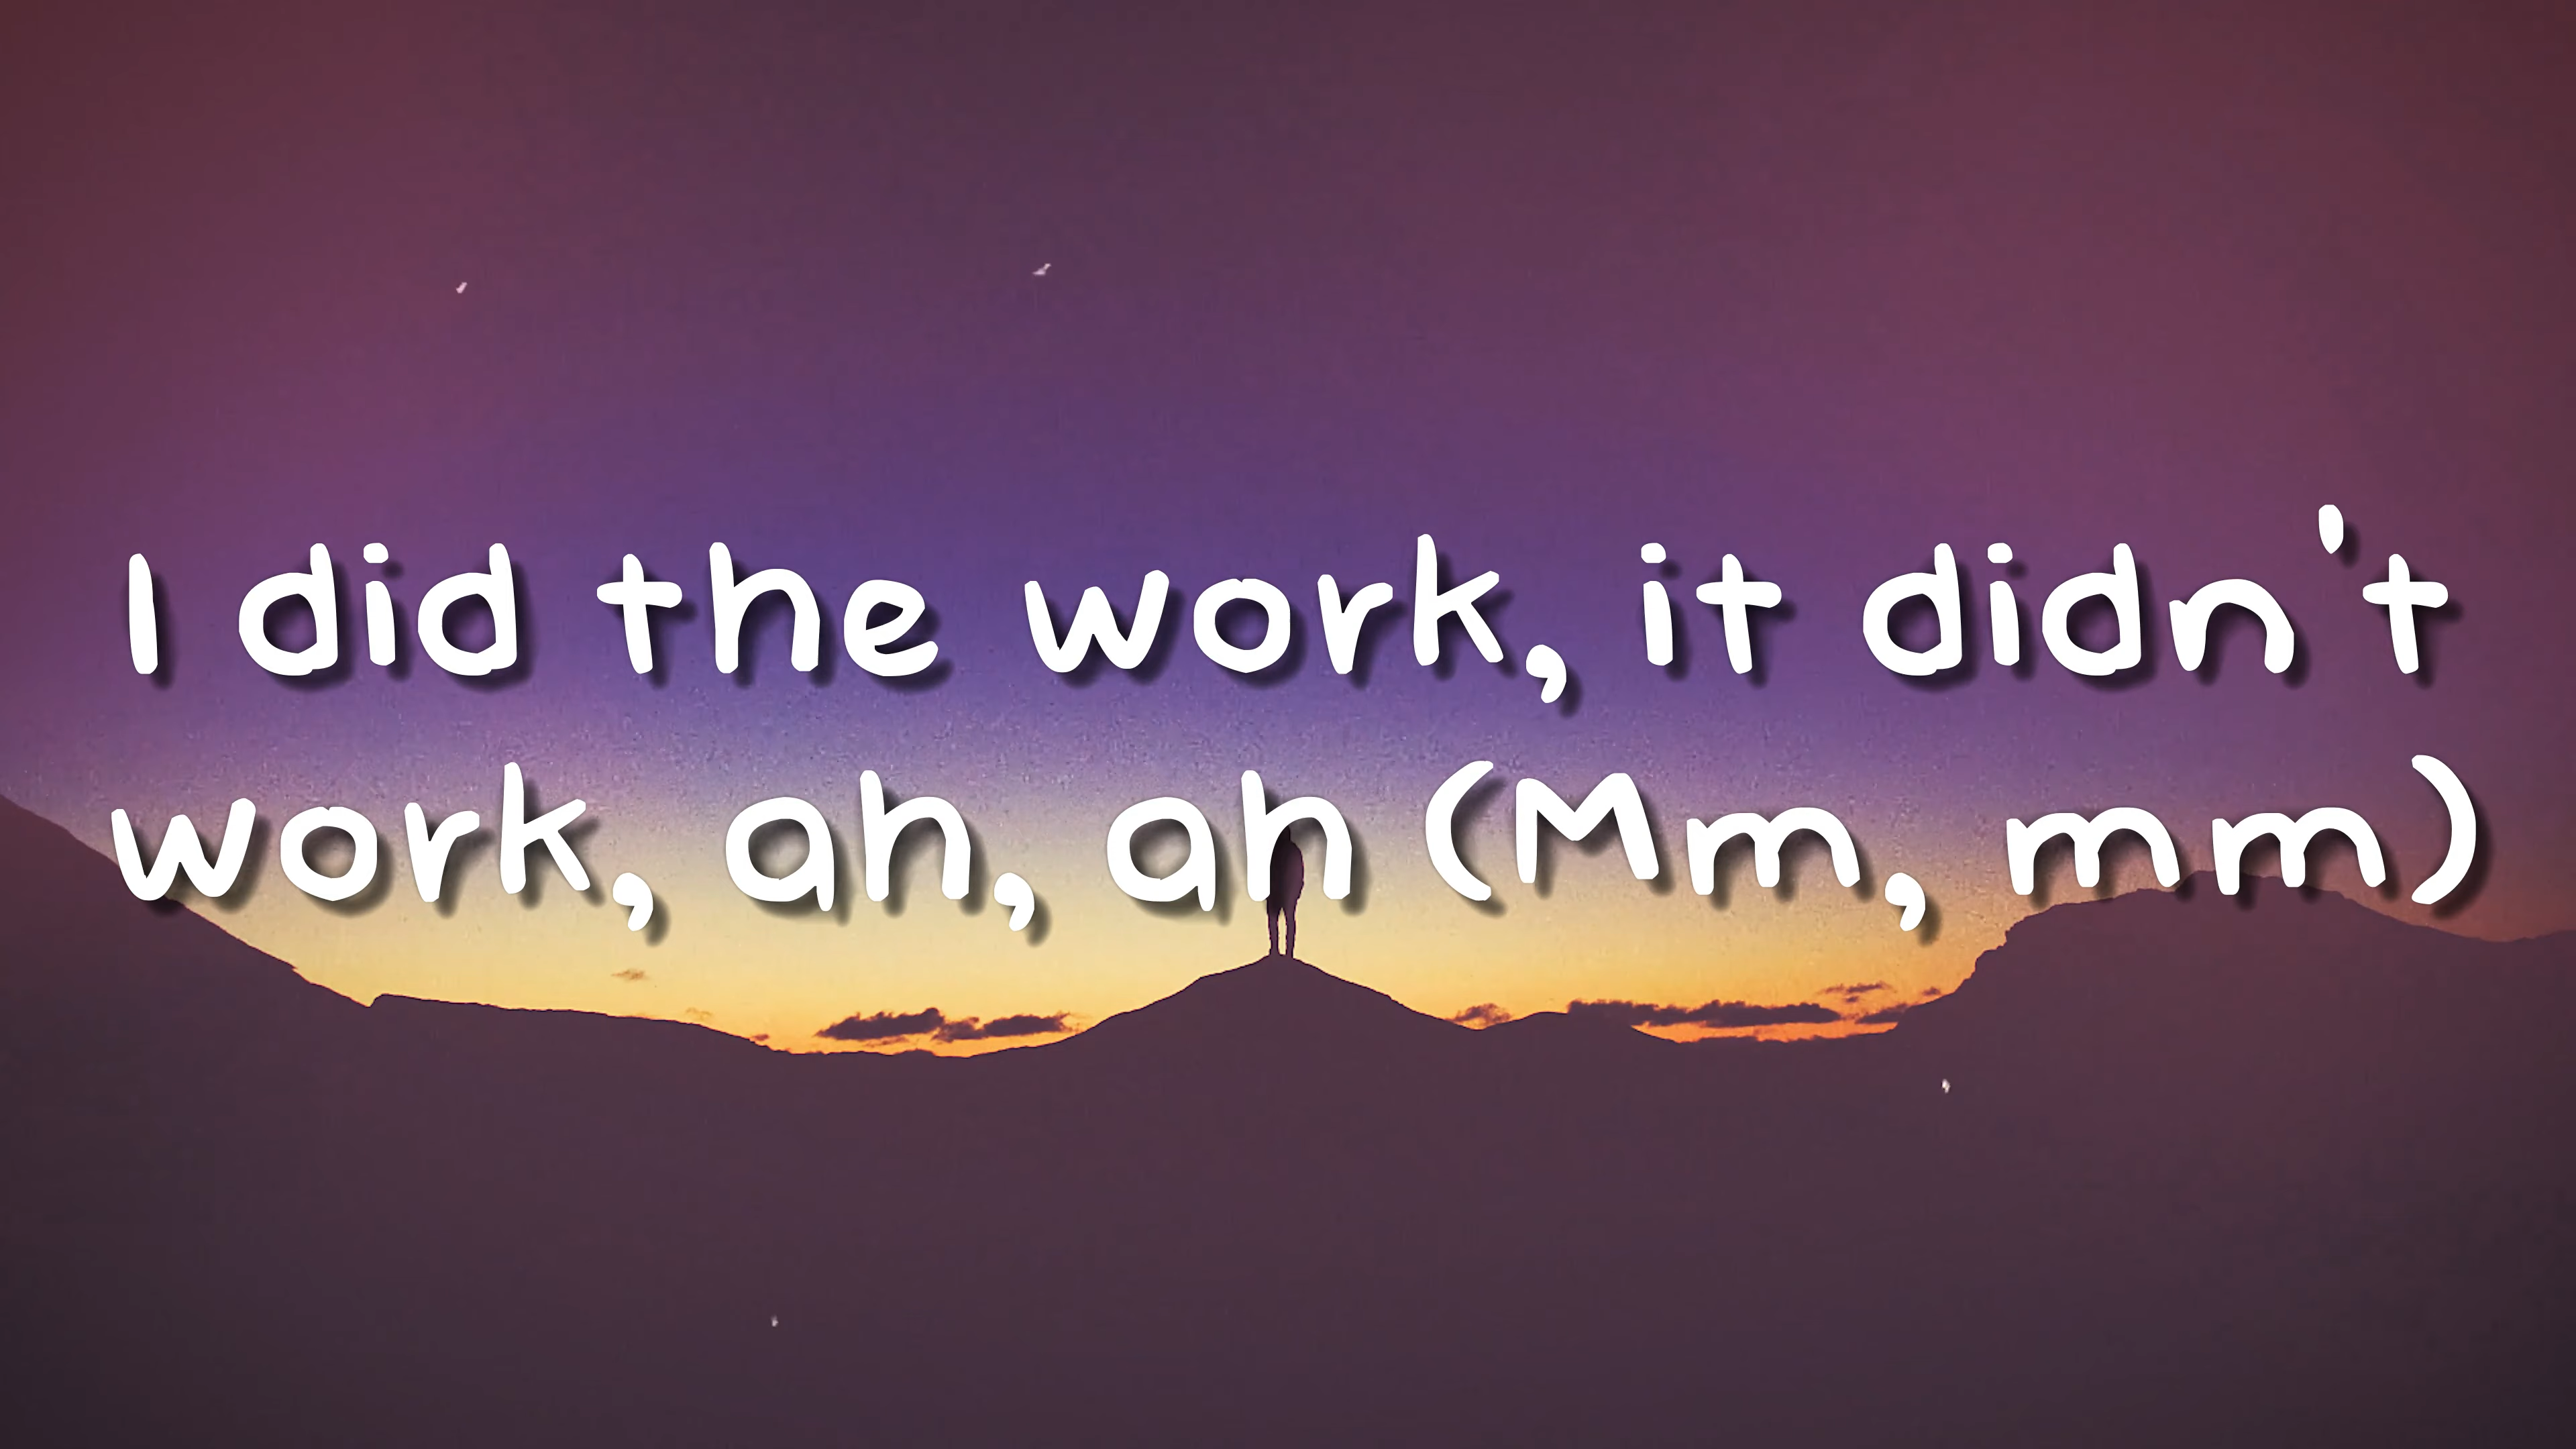 I did the work, it didn't
work, ah, ah (Mm, mm)